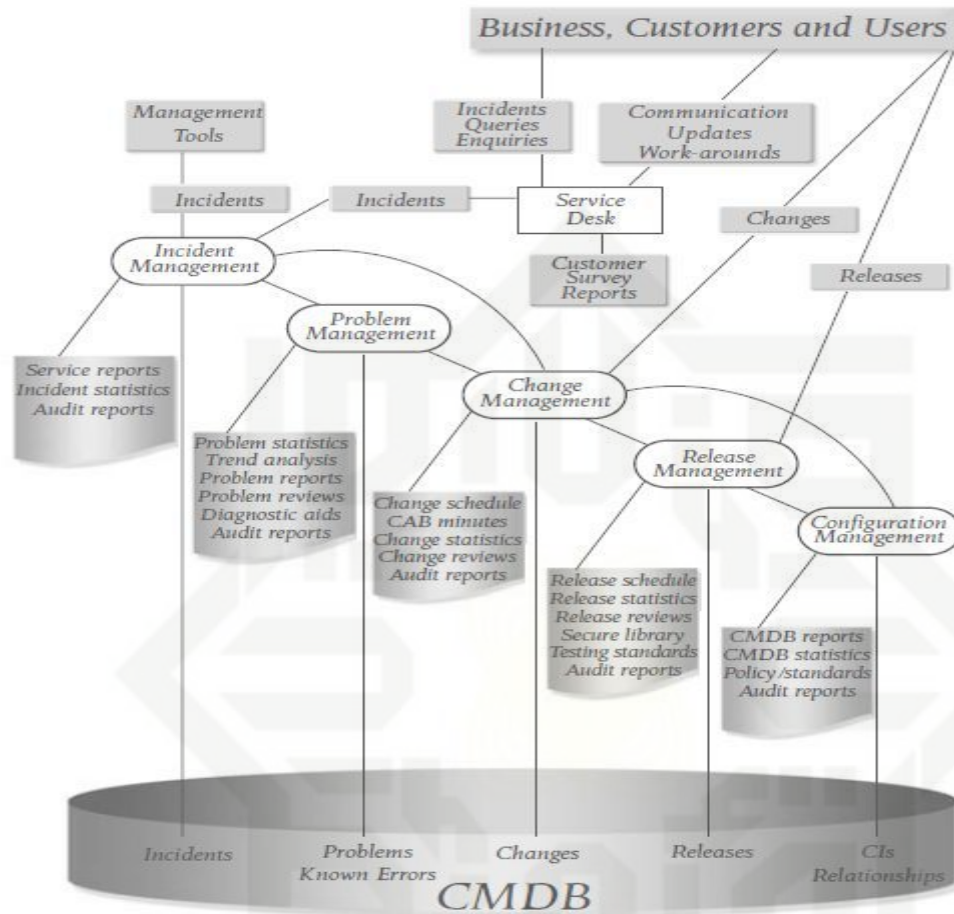 Business, Customers and Users
Management
Tools
Incidents
Queries
Enquiries
Communication
Updates
Work-arounds
Incidents
Incidents
Service
Desk
Changes
Incident
Management
Customer
Survey
Reports
Releases
Problem
Management
Service reports
Incident statistics
Audit reports
Change
Management
Problem statistics
Trend analysis
Problem reports
Problem reviews
Diagnostic aids
Audit reports
Release
Management
Change schedule
CAB minutes
Change statistics
Change reviews
Audit reports
Configuration
Management
Release schedule
Release statistics
Release reviews
Secure library
Testing standards
Audit reports
CMDB reports
CMDB statistics
Policy/standards
Audit reports
Incidents
Problems
Known Errors
Changes
Releases
CIs
Relationships
CMDB